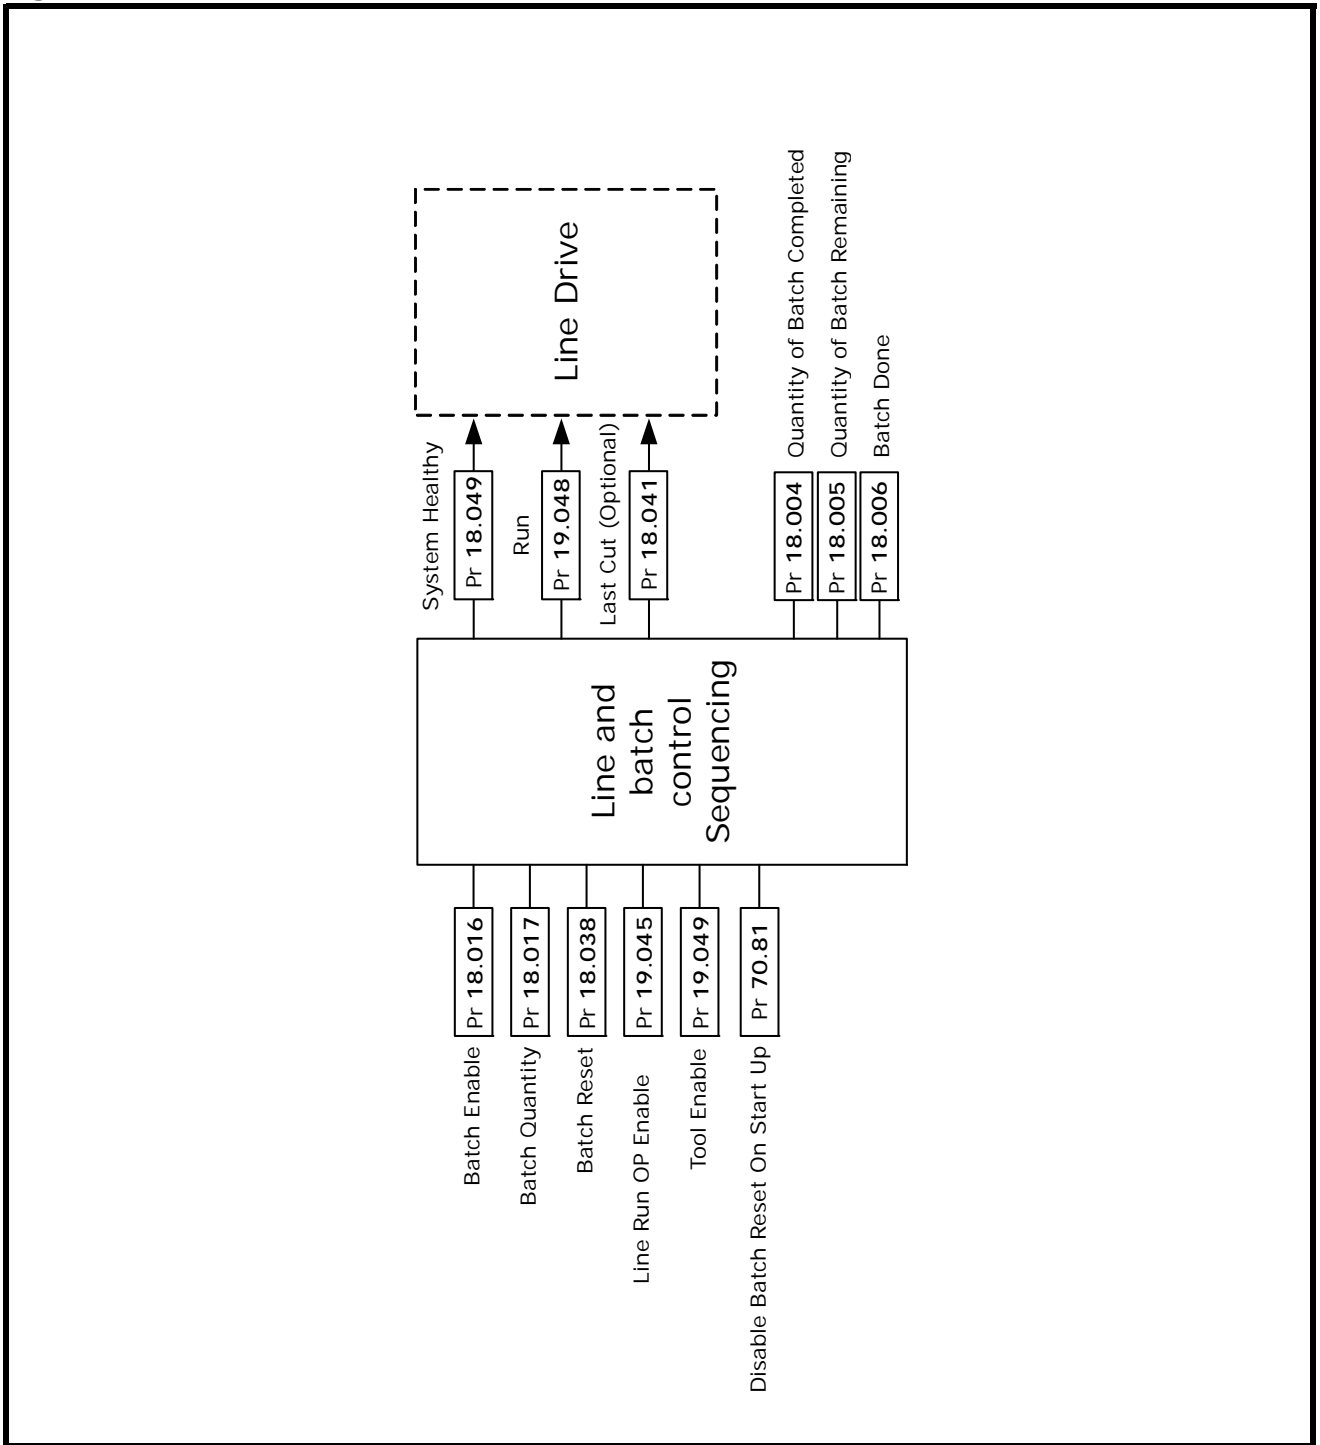 Batch Enable
Pr 18.016
Batch Quantity
Pr 18.017
Batch Reset
Pr 18.038
Line Run OP Enable
Pr 19.045
Tool Enable
Pr 19.049
Disable Batch Reset On Start Up
Pr 70.81
Line and
batch
control
Sequencing
System Healthy
Pr 18.049
Run
Pr 19.048
Last Cut (Optional)
Pr 18.041
Line Drive
Pr 18.004
Quantity of Batch Completed
Pr 18.005
Quantity of Batch Remaining
Pr 18.006
Batch Done